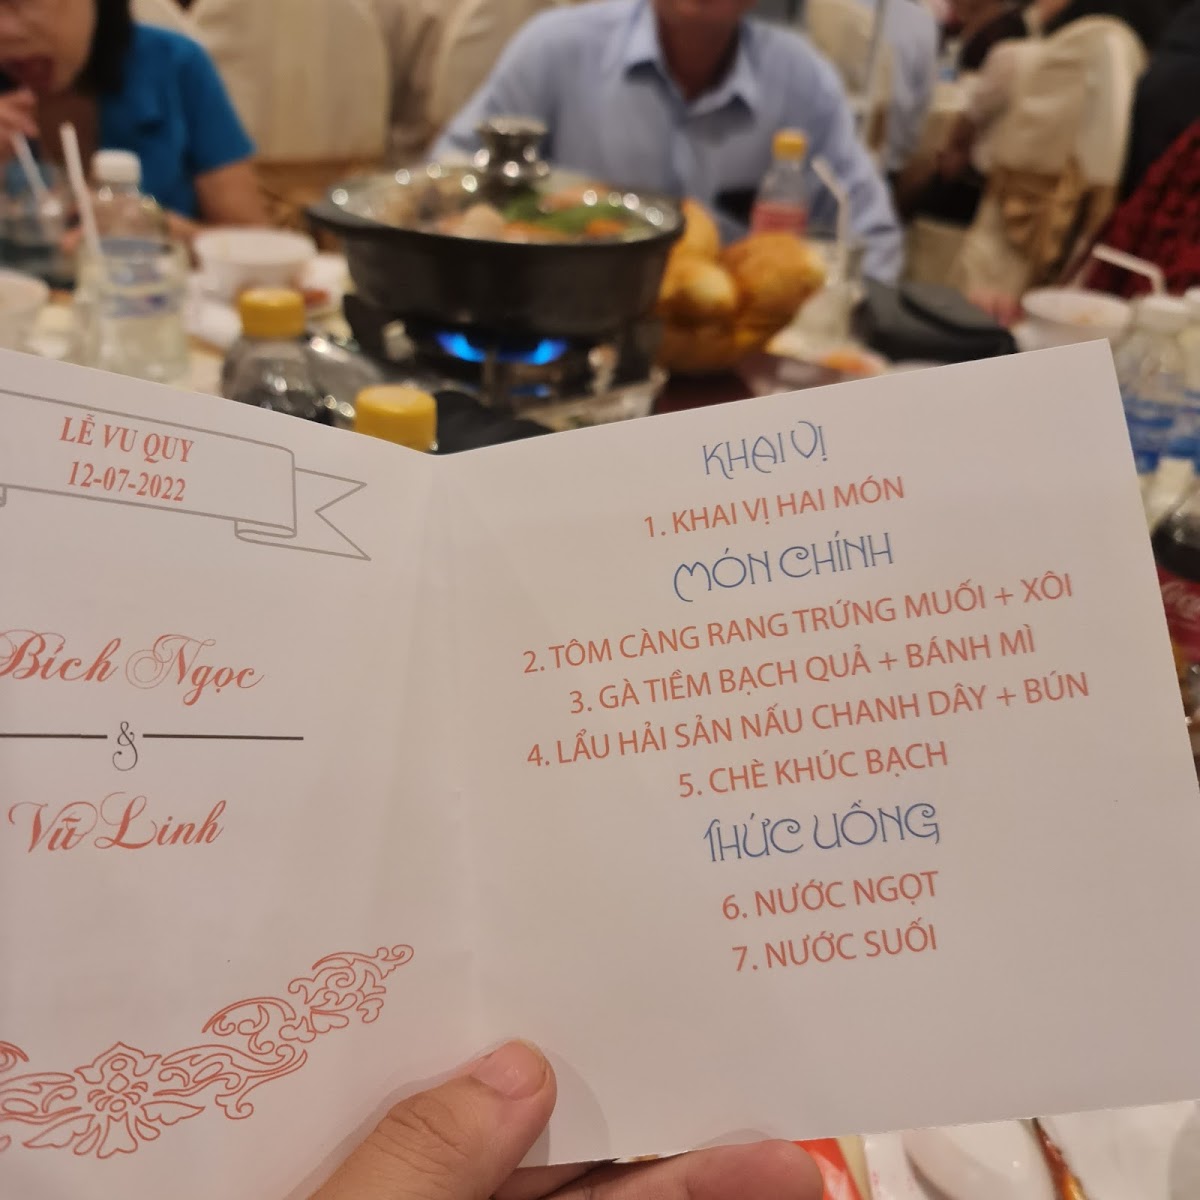 LỄ VU QUY
12-07-2022
Bích Ngọc
&
Vũ Linh
KHAI VỊ
1. KHAI VỊ HAI MÓN
MÓN CHÍNH
2. TÔM CÀNG RANG TRỨNG MUỐI + XÔI
3. GÀ TIỀM BẠCH QUẢ + BÁNH MÌ
4. LẨU HẢI SẢN NẤU CHANH DÂY + BÚN
5. CHÈ KHÚC BẠCH
THỨC UỐNG
6. NƯỚC NGỌT
7. NƯỚC SUỐI